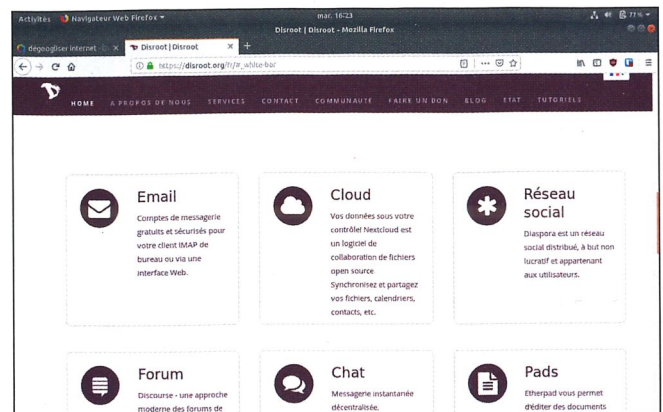 Activités Navigateur Web Firefox mar. 16:23 77 %
Disroot | Disroot - Mozilla Firefox
dégooogliser internet - Disroot | Disroot
https://disroot.org/fr/#_white-bar
HOME A PROPOS DE NOUS SERVICES CONTACT COMMUNAUTE FAIRE UN DON BLOG ETAT TUTORIELS
Email
Comptes de messagerie
gratuits et sécurisés pour
votre client IMAP de
bureau ou via une
interface Web.
Cloud
Vos données sous votre
contrôle! Nextcloud est
un logiciel de
collaboration de fichiers
open source
Synchronisez et partagez
vos fichiers, calendriers,
contacts, etc.
Réseau
social
Diaspora est un réseau
social distribué, à but non
lucratif et appartenant
aux utilisateurs.
Forum
Discourse - une approche
moderne des forums de
Chat
Messagerie instantanée
décentralisée.
Pads
Etherpad vous permet
d'éditer des documents